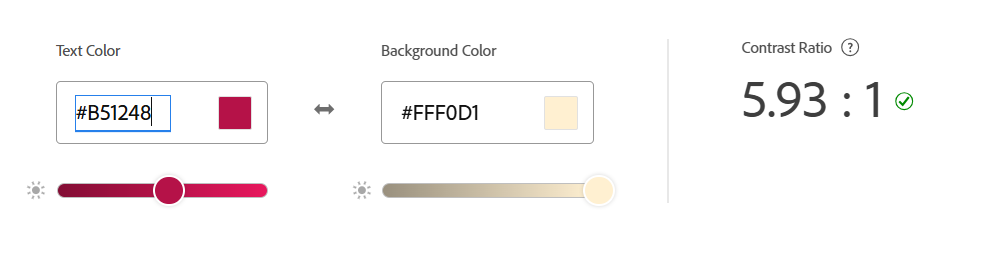 Text Color
#B51248
Background Color
#FFF0D1
Contrast Ratio ?
5.93 : 1